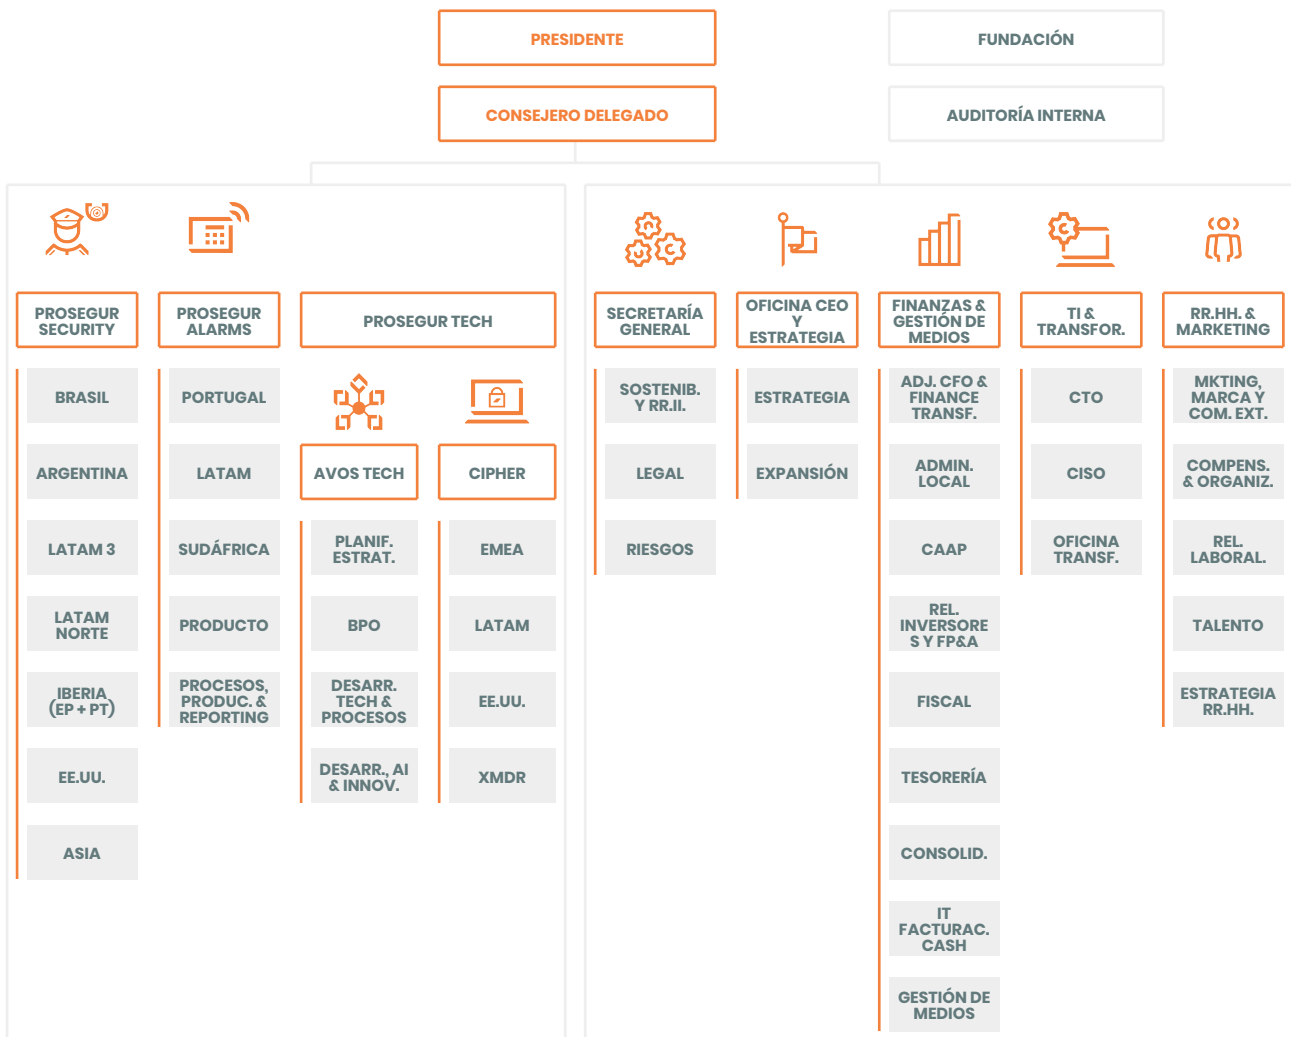 PRESIDENTE
FUNDACIÓN
CONSEJERO DELEGADO
AUDITORÍA INTERNA
PROSEGUR
SECURITY
BRASIL
ARGENTINA
LATAM 3
LATAM
NORTE
IBERIA
(EP + PT)
EE.UU.
ASIA
PROSEGUR
ALARMS
PORTUGAL
LATAM
SUDÁFRICA
PRODUCTO
PROCESOS,
PRODUC. &
REPORTING
PROSEGUR TECH
AVOS TECH
PLANIF.
ESTRAT.
BPO
DESARR.
TECH &
PROCESOS
DESARR., AI
& INNOV.
CIPHER
EMEA
LATAM
EE.UU.
XMDR
SECRETARÍA
GENERAL
SOSTENIB.
Y RR.II.
LEGAL
RIESGOS
OFICINA CEO
Y
ESTRATEGIA
ESTRATEGIA
EXPANSIÓN
FINANZAS &
GESTIÓN DE
MEDIOS
ADJ. CFO &
FINANCE
TRANSF.
ADMIN.
LOCAL
CAAP
REL.
INVERSORE
S Y FP&A
FISCAL
TESORERÍA
CONSOLID.
IT
FACTURAC.
CASH
GESTIÓN DE
MEDIOS
TI &
TRANSFOR.
CTO
CISO
OFICINA
TRANSF.
RR.HH. &
MARKETING
MKTING,
MARCA Y
COM. EXT.
COMPENS.
& ORGANIZ.
REL.
LABORAL.
TALENTO
ESTRATEGIA
RR.HH.